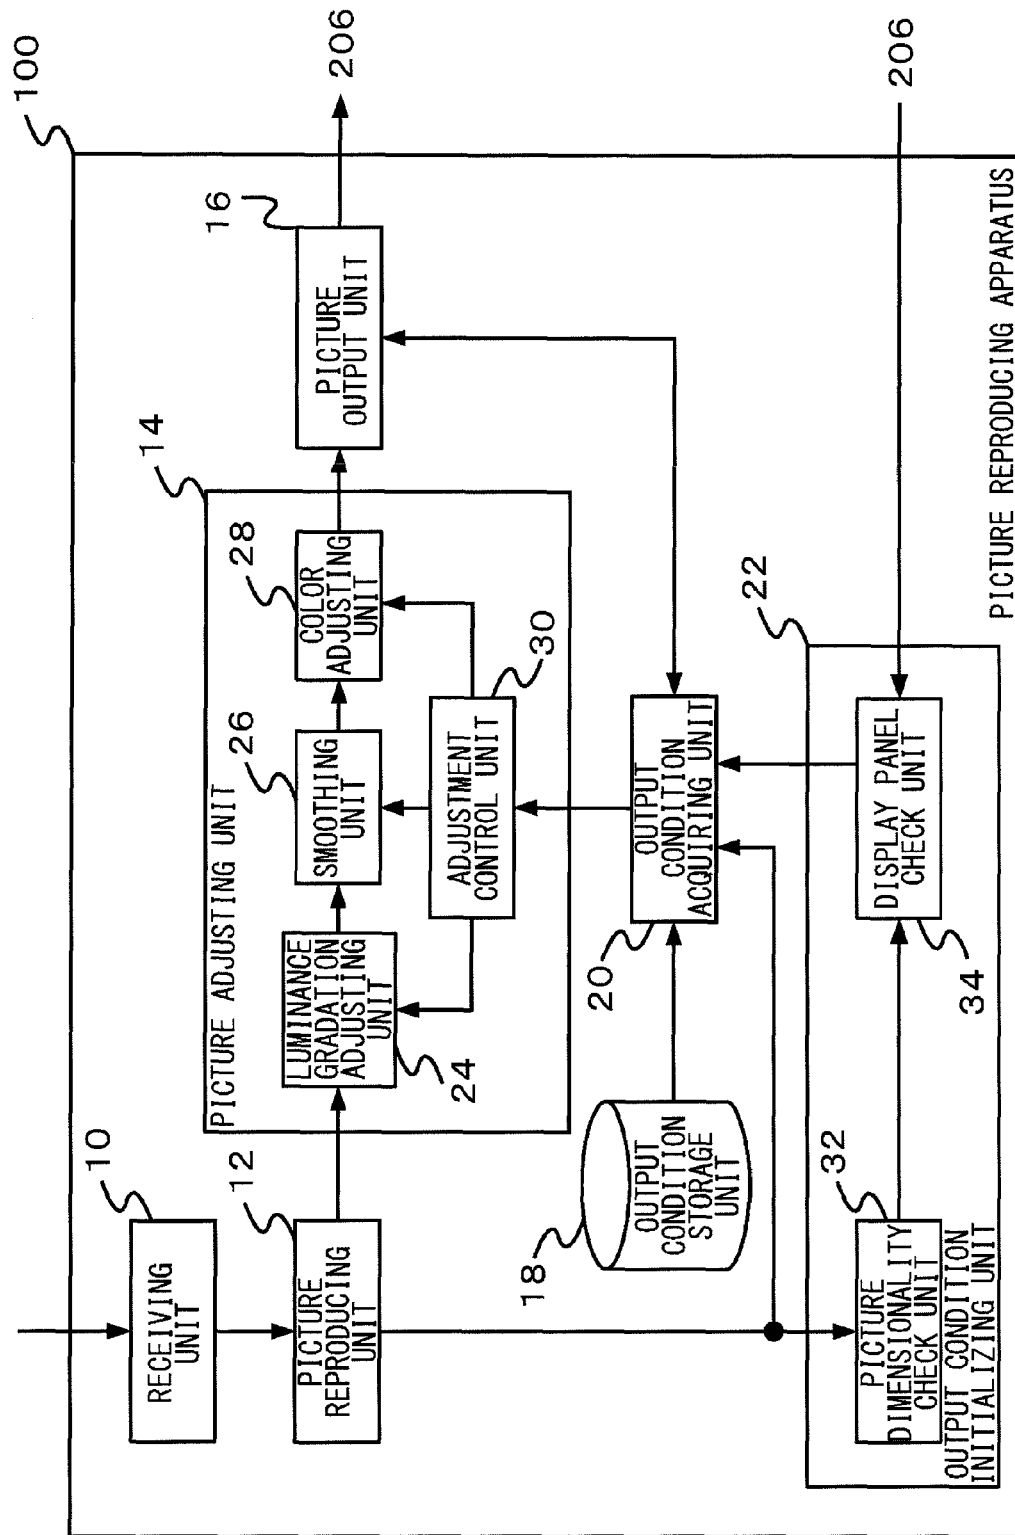 100
206
16
PICTURE
OUTPUT UNIT
14
PICTURE ADJUSTING UNIT
28
COLOR
ADJUSTING
UNIT
26
SMOOTHING
UNIT
LUMINANCE
GRADATION
ADJUSTING
UNIT
24
30
ADJUSTMENT
CONTROL UNIT
10
RECEIVING
UNIT
12
PICTURE
REPRODUCING
UNIT
18
OUTPUT
CONDITION
STORAGE
UNIT
20
OUTPUT
CONDITION
ACQUIRING UNIT
22
32
PICTURE
DIMENSIONALITY
CHECK UNIT
34
DISPLAY PANEL
CHECK UNIT
OUTPUT CONDITION
INITIALIZING UNIT
206
PICTURE REPRODUCING APPARATUS